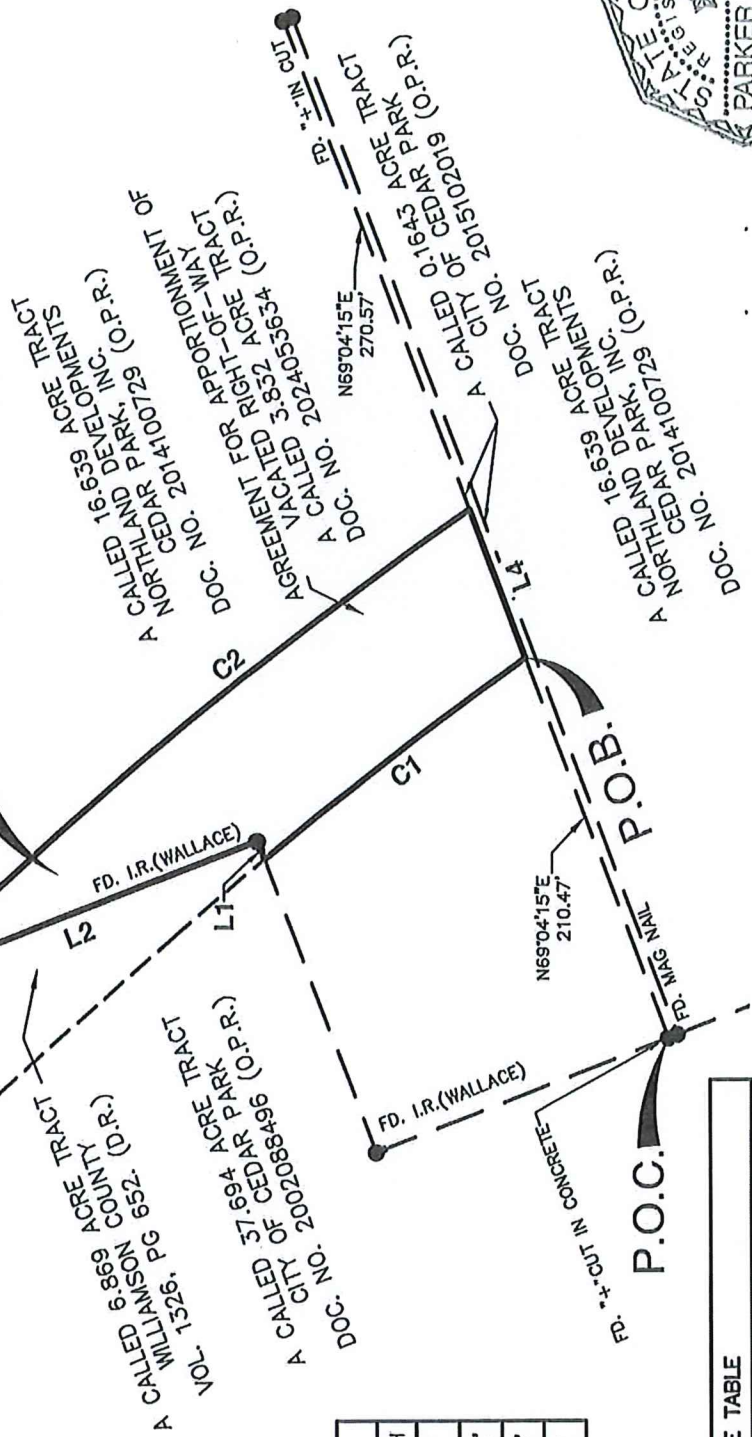 A CALLED 16.639 ACRE TRACT
NORTHLAND DEVELOPMENTS
CEDAR PARK, INC.
DOC. NO. 2014100729 (O.P.R.)
AGREEMENT FOR APPORTIONMENT OF
VACATED RIGHT-OF-WAY
A CALLED 3.832 ACRE TRACT
DOC. NO. 2024053634 (O.P.R.)
FD. "+"IN CUT
N69°04'15"E
270.57'
A CALLED 0.1643 ACRE TRACT
CITY OF CEDAR PARK
DOC. NO. 2015102019 (O.P.R.)
A CALLED 16.639 ACRE TRACT
NORTHLAND DEVELOPMENTS
CEDAR PARK, INC.
DOC. NO. 2014100729 (O.P.R.)
C2
C1
L4
L2
L1
FD. I.R.(WALLACE)
A CALLED 6.869 ACRE TRACT
WILLIAMSON COUNTY
VOL. 1326, PG 652. (D.R.)
A CALLED 37.694 ACRE TRACT
CITY OF CEDAR PARK
DOC. NO. 2002088496 (O.P.R.)
FD. I.R.(WALLACE)
N69°04'15"E
210.47'
P.O.B.
FD. MAG NAIL
FD. "+"CUT IN CONCRETE
P.O.C.
E TABLE
STATE O
REGIS
PARKER